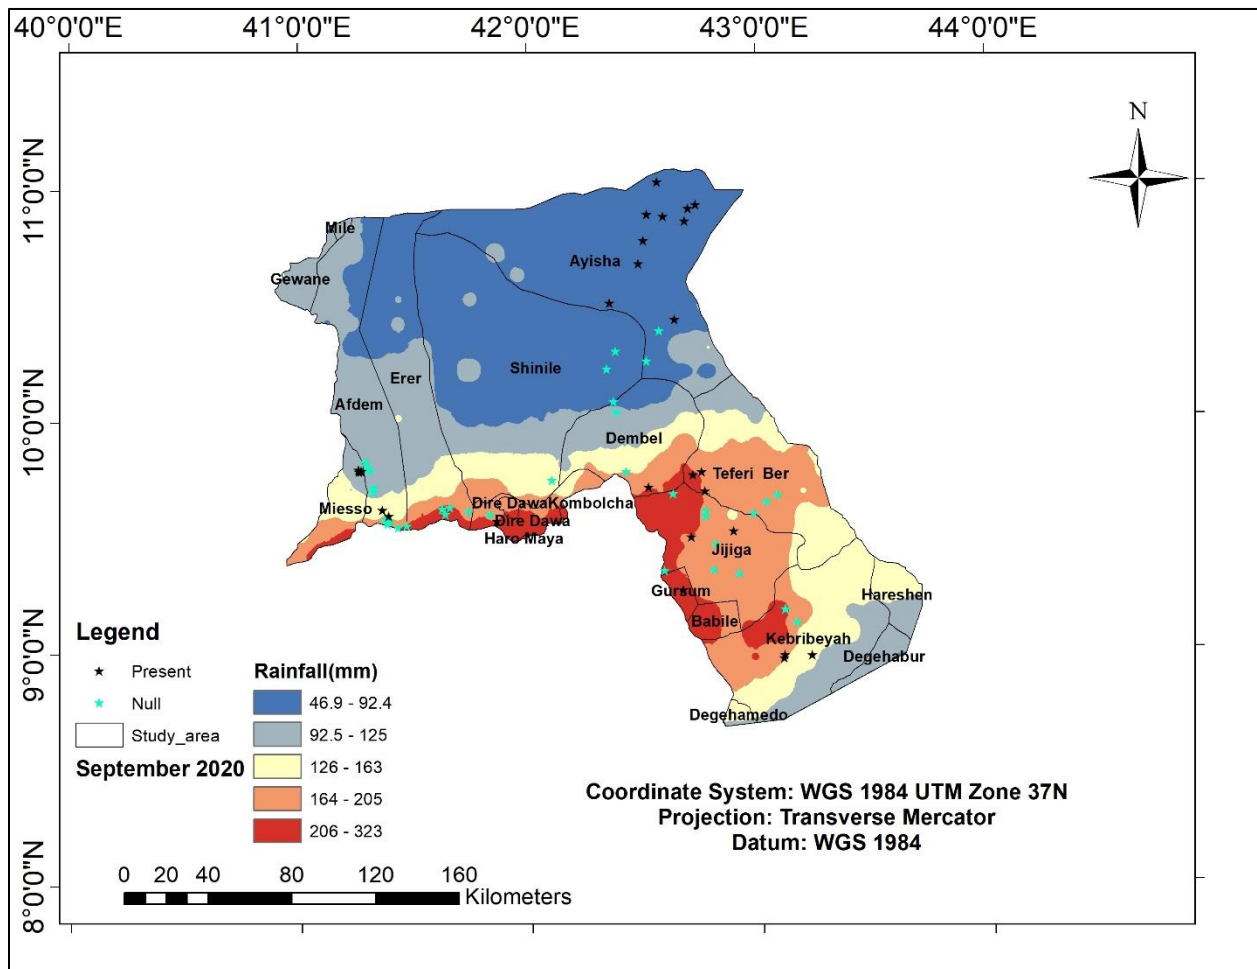 40°0'0"E 41°0'0"E 42°0'0"E 43°0'0"E 44°0'0"E
N
11°0'0"N
10°0'0"N
9°0'0"N
8°0'0"N
Mile
Gewane
Ayisha
Shinile
Erer
Afdem
Dembel
Teferi Ber
Miesso
Dire Dawa
Kombolcha
Dire Dawa
Haro Maya
Jijiga
Gursum
Babile
Hareshen
Kebribeyah
Degehabur
Degehamedo
Legend
Present
Null
Study_area
September 2020
Rainfall(mm)
46.9 - 92.4
92.5 - 125
126 - 163
164 - 205
206 - 323
Coordinate System: WGS 1984 UTM Zone 37N
Projection: Transverse Mercator
Datum: WGS 1984
0 20 40 80 120 160
Kilometers